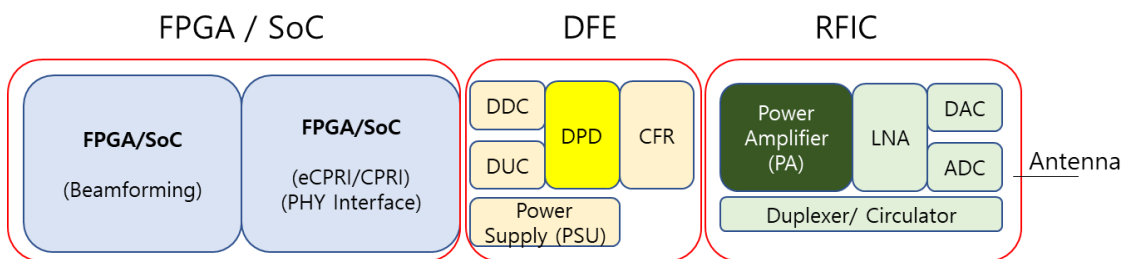 FPGA / SoC
DFE
RFIC
FPGA/SoC
(Beamforming)
FPGA/SoC
(eCPRI/CPRI)
(PHY Interface)
DDC
DUC
DPD
CFR
Power
Supply (PSU)
Power
Amplifier
(PA)
LNA
DAC
ADC
Duplexer/ Circulator
Antenna